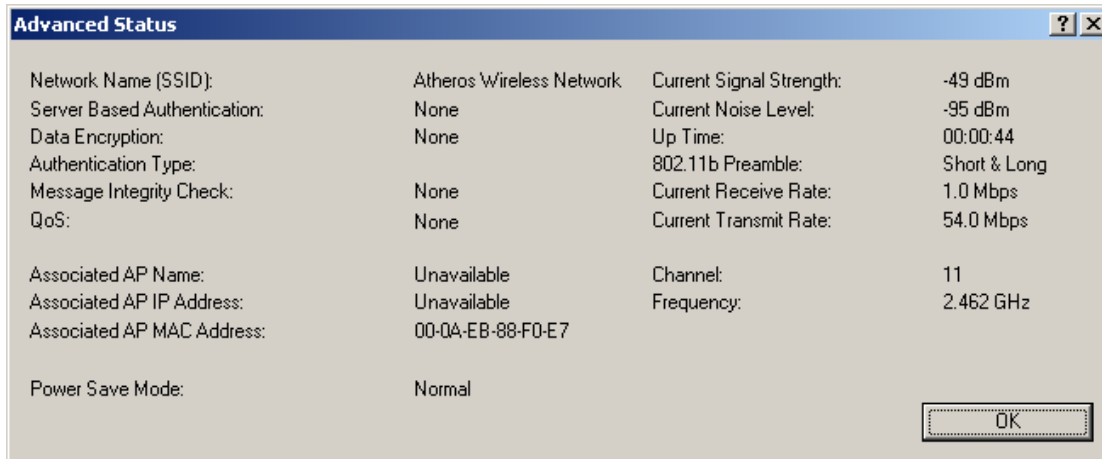 Advanced Status
Network Name (SSID): Atheros Wireless Network Current Signal Strength: -49 dBm
Server Based Authentication: None Current Noise Level: -95 dBm
Data Encryption: None Up Time: 00:00:44
Authentication Type: 802.11b Preamble: Short & Long
Message Integrity Check: None Current Receive Rate: 1.0 Mbps
QoS: None Current Transmit Rate: 54.0 Mbps
Associated AP Name: Unavailable Channel: 11
Associated AP IP Address: Unavailable Frequency: 2.462 GHz
Associated AP MAC Address: 00-0A-EB-88-F0-E7
Power Save Mode: Normal
OK